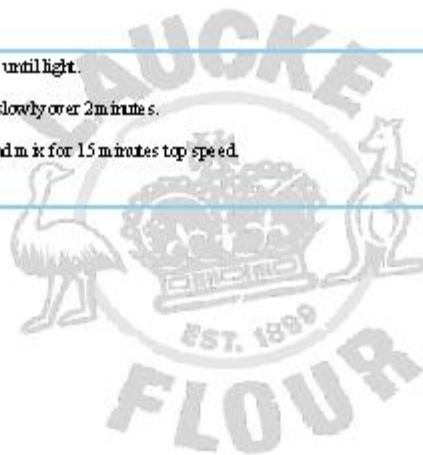 until light.
slowly over 2 minutes.
mix for 15 minutes top speed.
LAUCKE
EST. 1899
FLOUR